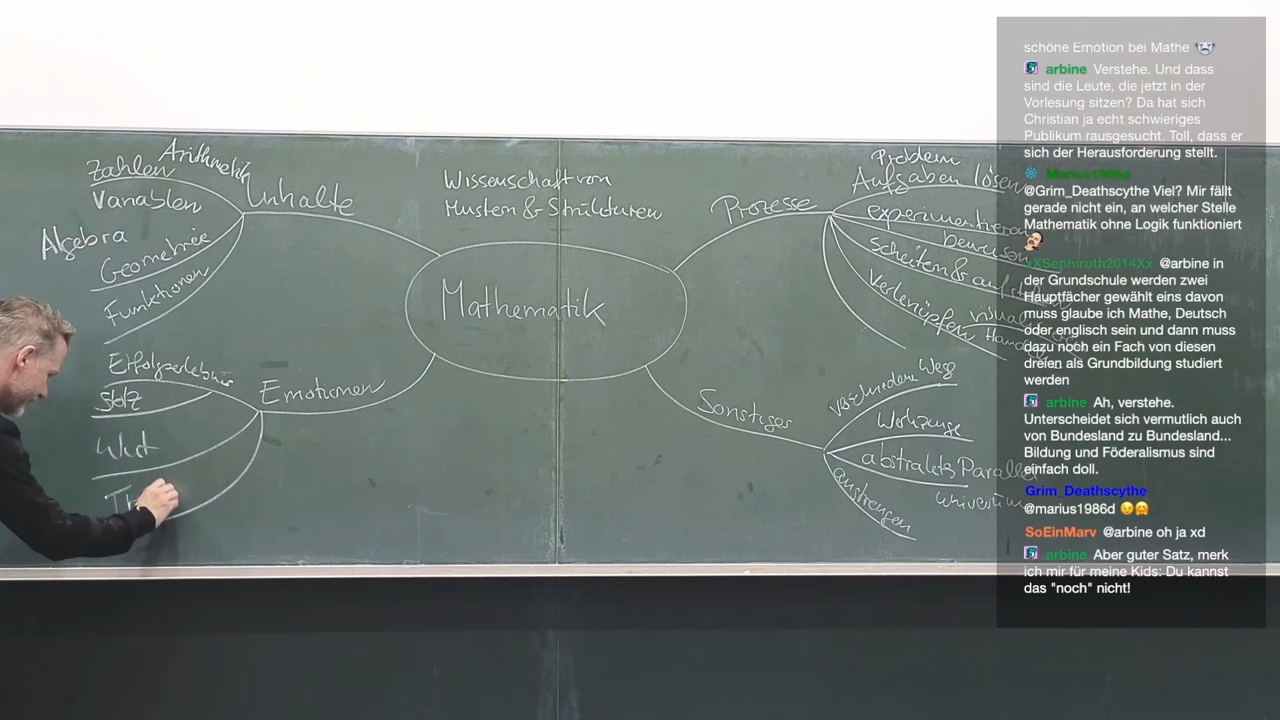 Arithmetik
Zahlen
Variablen
Algebra
Geometrie
Funktionen
Inhalte
Wissenschaft von
Mustern & Strukturen
Mathematik
Prozesse
Problem
Aufgaben lösen
experimentieren
beweisen
scheitern &
verknüpfen
Erfolgserlebnis
Stolz
Wut
Emotionen
Sonstiges
verschiedene Weg
Werkzeuge
abstraktes Parallel
universum
anstrengen
schöne Emotion bei Mathe
arbine Verstehe. Und dass
sind die Leute, die jetzt in der
Vorlesung sitzen? Da hat sich
Christian ja echt schwieriges
Publikum rausgesucht. Toll, dass er
sich der Herausforderung stellt.
Marius1986d
@Grim_Deathscythe Viel? Mir fällt
gerade nicht ein, an welcher Stelle
Mathematik ohne Logik funktioniert
xXSephiroth2014Xx @arbine in
der Grundschule werden zwei
Hauptfächer gewählt eins davon
muss glaube ich Mathe, Deutsch
oder englisch sein und dann muss
dazu noch ein Fach von diesen
dreien als Grundbildung studiert
werden
arbine Ah, verstehe.
Unterscheidet sich vermutlich auch
von Bundesland zu Bundesland...
Bildung und Föderalismus sind
einfach doll.
Grim_Deathscythe
@marius1986d 😉🤗
SoEinMarv @arbine oh ja xd
arbine Aber guter Satz, merk
ich mir für meine Kids: Du kannst
das "noch" nicht!